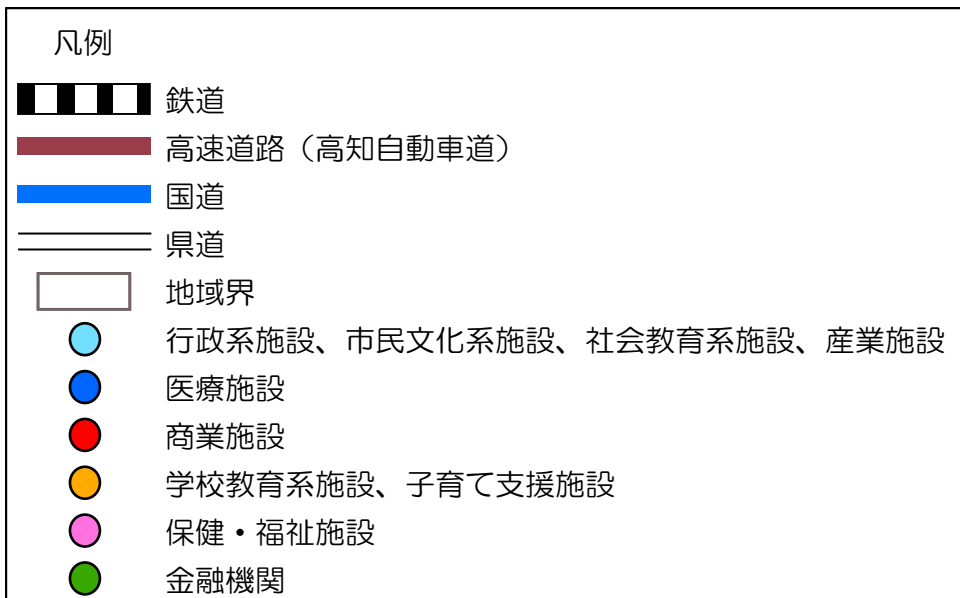 凡例
鉄道
高速道路（高知自動車道）
国道
県道
地域界
行政系施設、市民文化系施設、社会教育系施設、産業施設
医療施設
商業施設
学校教育系施設、子育て支援施設
保健・福祉施設
金融機関